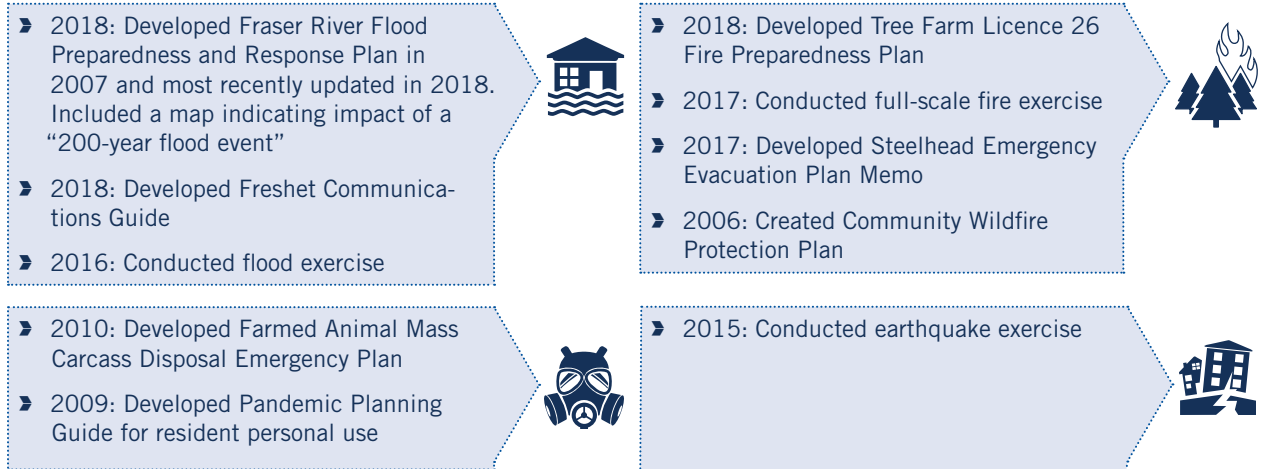 2018: Developed Fraser River Flood
Preparedness and Response Plan in
2007 and most recently updated in 2018.
Included a map indicating impact of a
“200-year flood event”
2018: Developed Freshet Communica-
tions Guide
2016: Conducted flood exercise
2018: Developed Tree Farm Licence 26
Fire Preparedness Plan
2017: Conducted full-scale fire exercise
2017: Developed Steelhead Emergency
Evacuation Plan Memo
2006: Created Community Wildfire
Protection Plan
2010: Developed Farmed Animal Mass
Carcass Disposal Emergency Plan
2009: Developed Pandemic Planning
Guide for resident personal use
2015: Conducted earthquake exercise